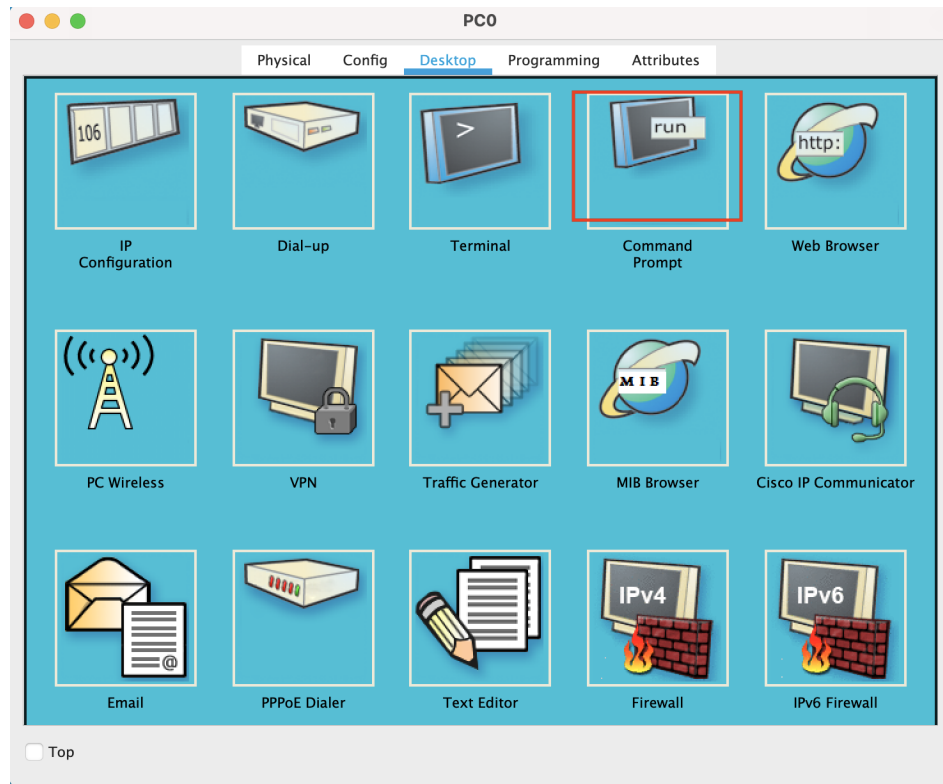 PC0
Physical Config Desktop Programming Attributes
106
>
run
http:
IP
Configuration
Dial-up
Terminal
Command
Prompt
Web Browser
MIB
PC Wireless
VPN
Traffic Generator
MIB Browser
Cisco IP Communicator
@
IPv4
IPv6
Email
PPPoE Dialer
Text Editor
Firewall
IPv6 Firewall
Top